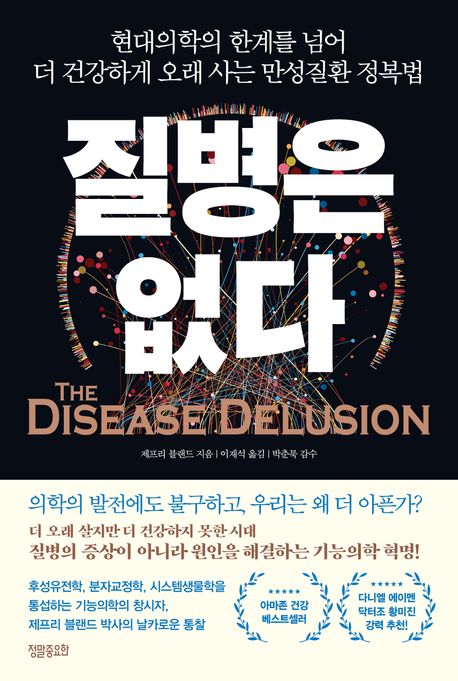 현대의학의 한계를 넘어
더 건강하게 오래 사는 만성질환 정복법
질병은
없다
THE
DISEASE DELUSION
제프리 블랜드 지음 | 이재석 옮김 | 박춘묵 감수
의학의 발전에도 불구하고, 우리는 왜 더 아픈가?
더 오래 살지만 더 건강하지 못한 시대
질병의 증상이 아니라 원인을 해결하는 기능의학 혁명!
후성유전학, 분자교정학, 시스템생물학을
통섭하는 기능의학의 창시자,
제프리 블랜드 박사의 날카로운 통찰
★★★★★
아마존 건강
베스트셀러
★★★★★
다니엘 에이멘
닥터조 황미진
강력 추천!
정말중요한